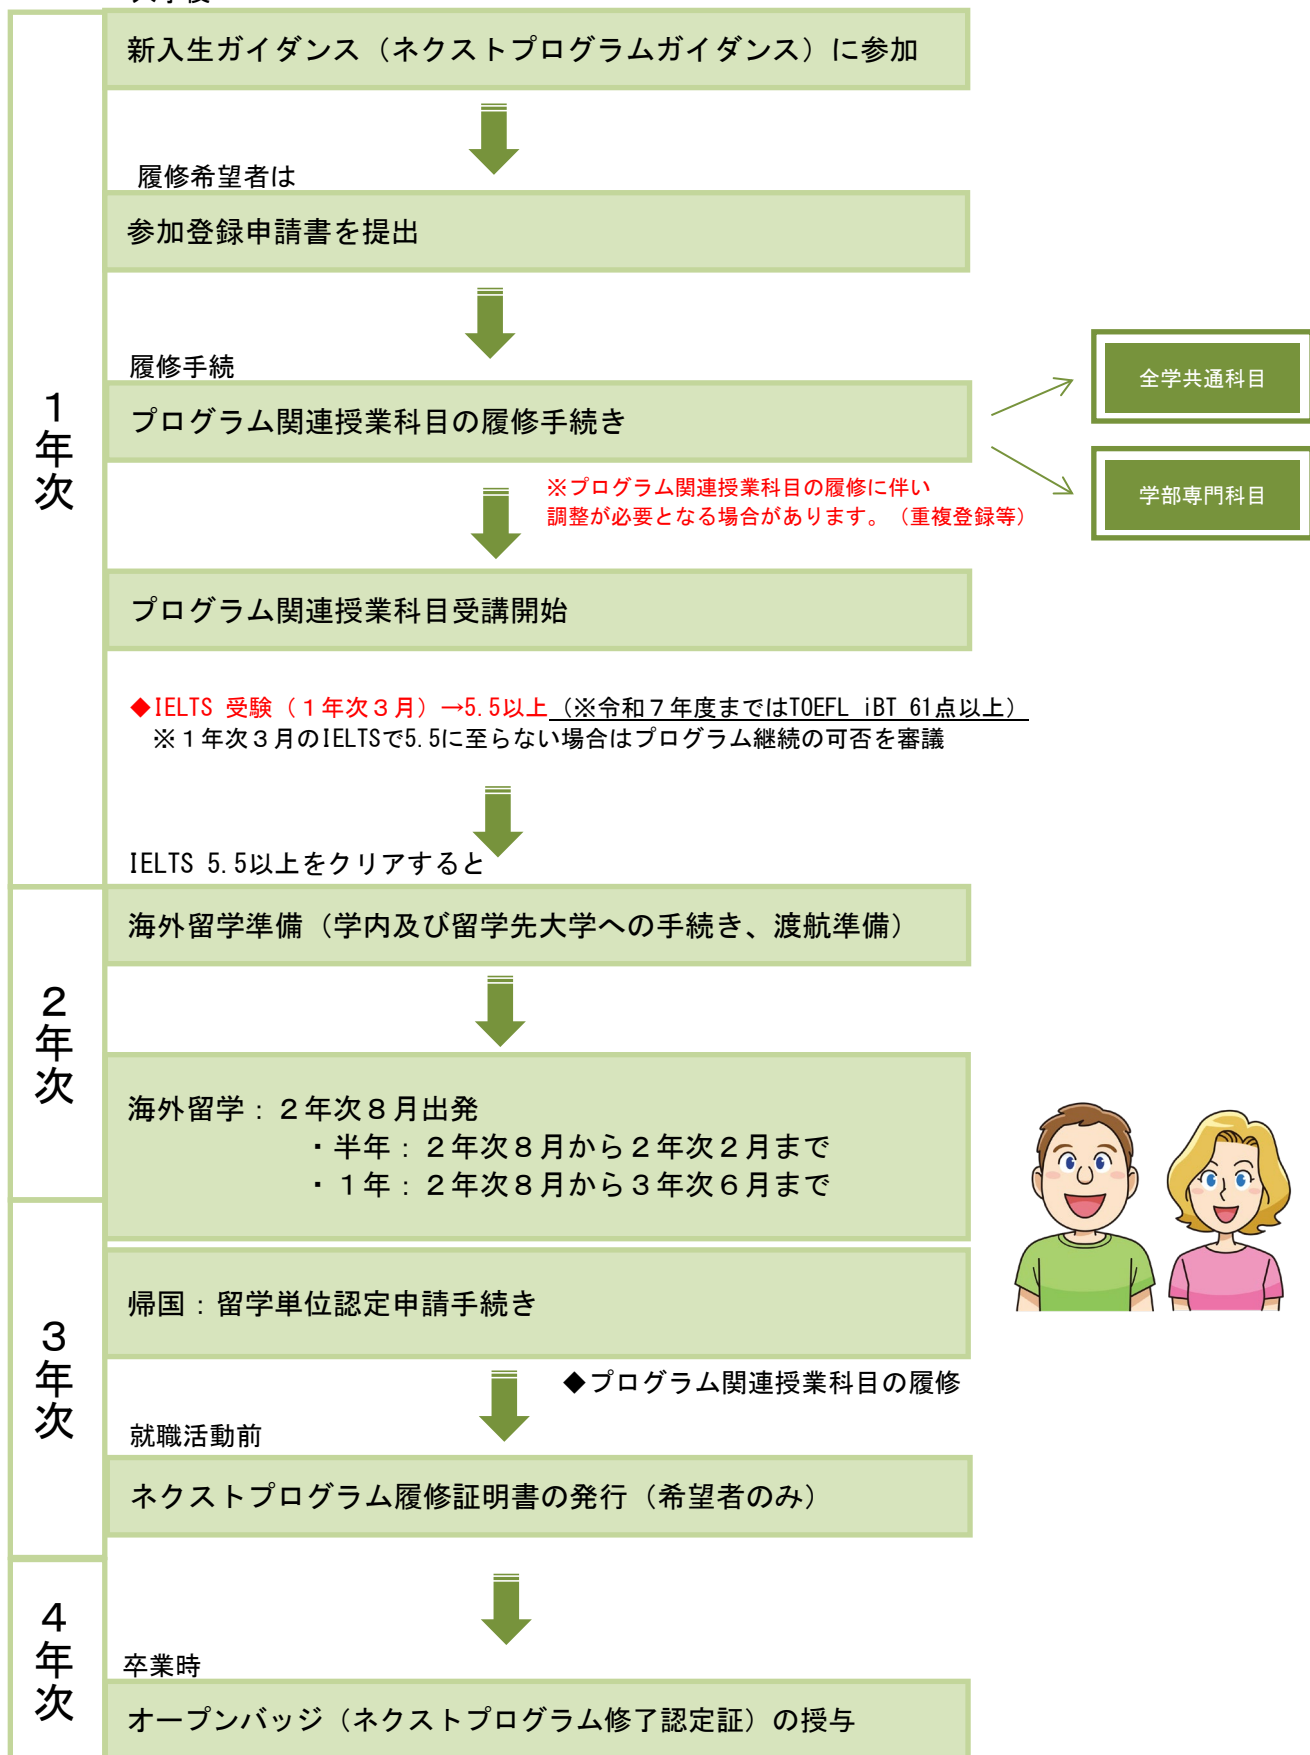 新入生ガイダンス（ネクストプログラムガイダンス）に参加
履修希望者は
参加登録申請書を提出
履修手続
プログラム関連授業科目の履修手続き
全学共通科目
学部専門科目
※プログラム関連授業科目の履修に伴い
調整が必要となる場合があります。（重複登録等）
プログラム関連授業科目受講開始
◆IELTS 受験（１年次３月）→5.5以上（※令和７年度まではTOEFL iBT 61点以上）
※１年次３月のIELTSで5.5に至らない場合はプログラム継続の可否を審議
IELTS 5.5以上をクリアすると
１年次
海外留学準備（学内及び留学先大学への手続き、渡航準備）
２年次
海外留学：２年次８月出発
・半年：２年次８月から２年次２月まで
・１年：２年次８月から３年次６月まで
帰国：留学単位認定申請手続き
３年次
◆プログラム関連授業科目の履修
就職活動前
ネクストプログラム履修証明書の発行（希望者のみ）
４年次
卒業時
オープンバッジ（ネクストプログラム修了認定証）の授与